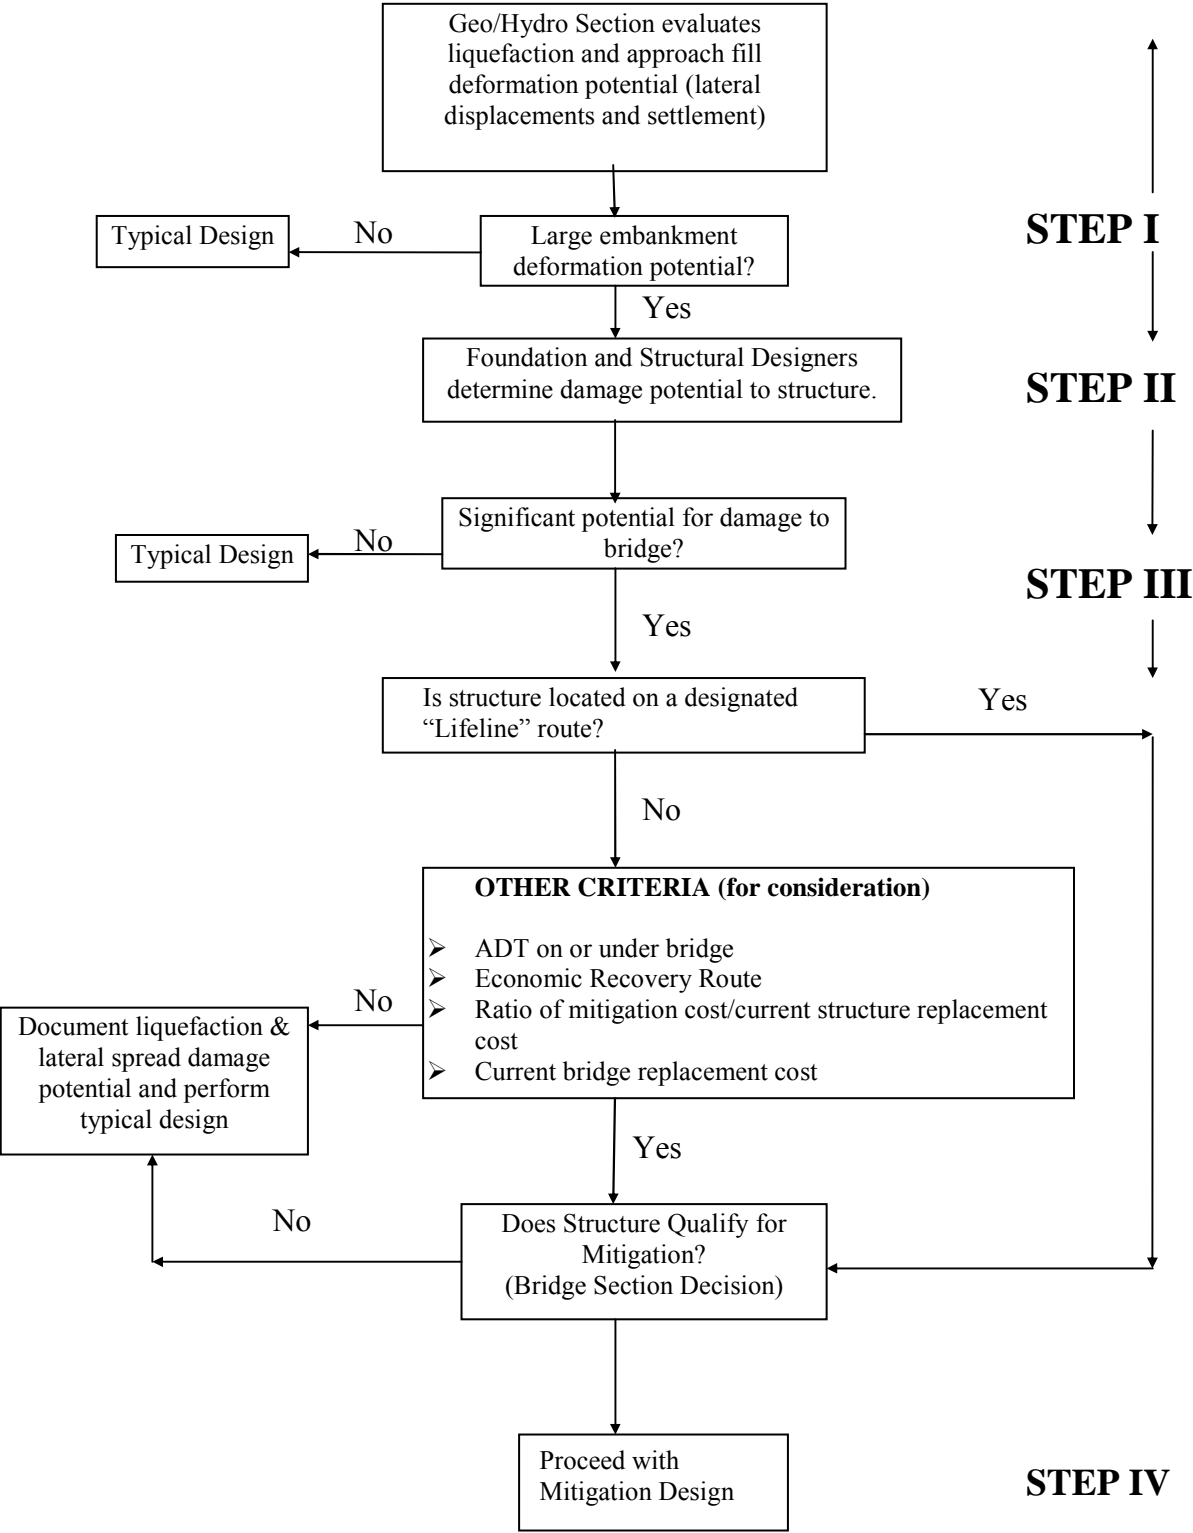 Geo/Hydro Section evaluates
liquefaction and approach fill
deformation potential (lateral
displacements and settlement)
STEP I
Typical Design
No
Large embankment
deformation potential?
Yes
Foundation and Structural Designers
determine damage potential to structure.
STEP II
Significant potential for damage to
bridge?
No
Typical Design
STEP III
Yes
Is structure located on a designated
“Lifeline” route?
Yes
No
OTHER CRITERIA (for consideration)
➢ ADT on or under bridge
➢ Economic Recovery Route
➢ Ratio of mitigation cost/current structure replacement
cost
➢ Current bridge replacement cost
No
Document liquefaction &
lateral spread damage
potential and perform
typical design
Yes
Does Structure Qualify for
Mitigation?
(Bridge Section Decision)
No
Proceed with
Mitigation Design
STEP IV